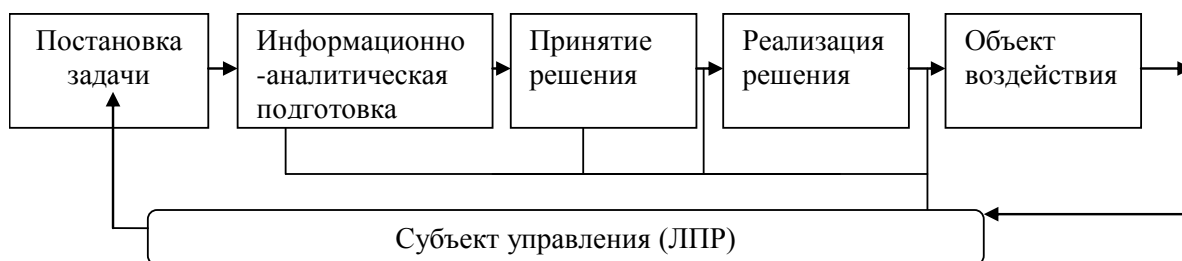 Постановка
задачи
Информационно
-аналитическая
подготовка
Принятие
решения
Реализация
решения
Объект
воздействия
Субъект управления (ЛПР)